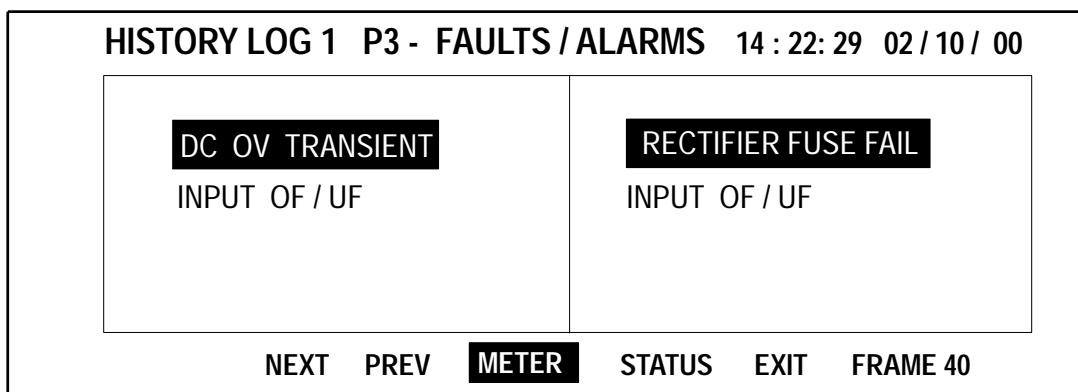 HISTORY LOG 1 P3 - FAULTS / ALARMS 14 : 22: 29 02 / 10 / 00
DC OV TRANSIENT
INPUT OF / UF
RECTIFIER FUSE FAIL
INPUT OF / UF
NEXT PREV METER STATUS EXIT FRAME 40